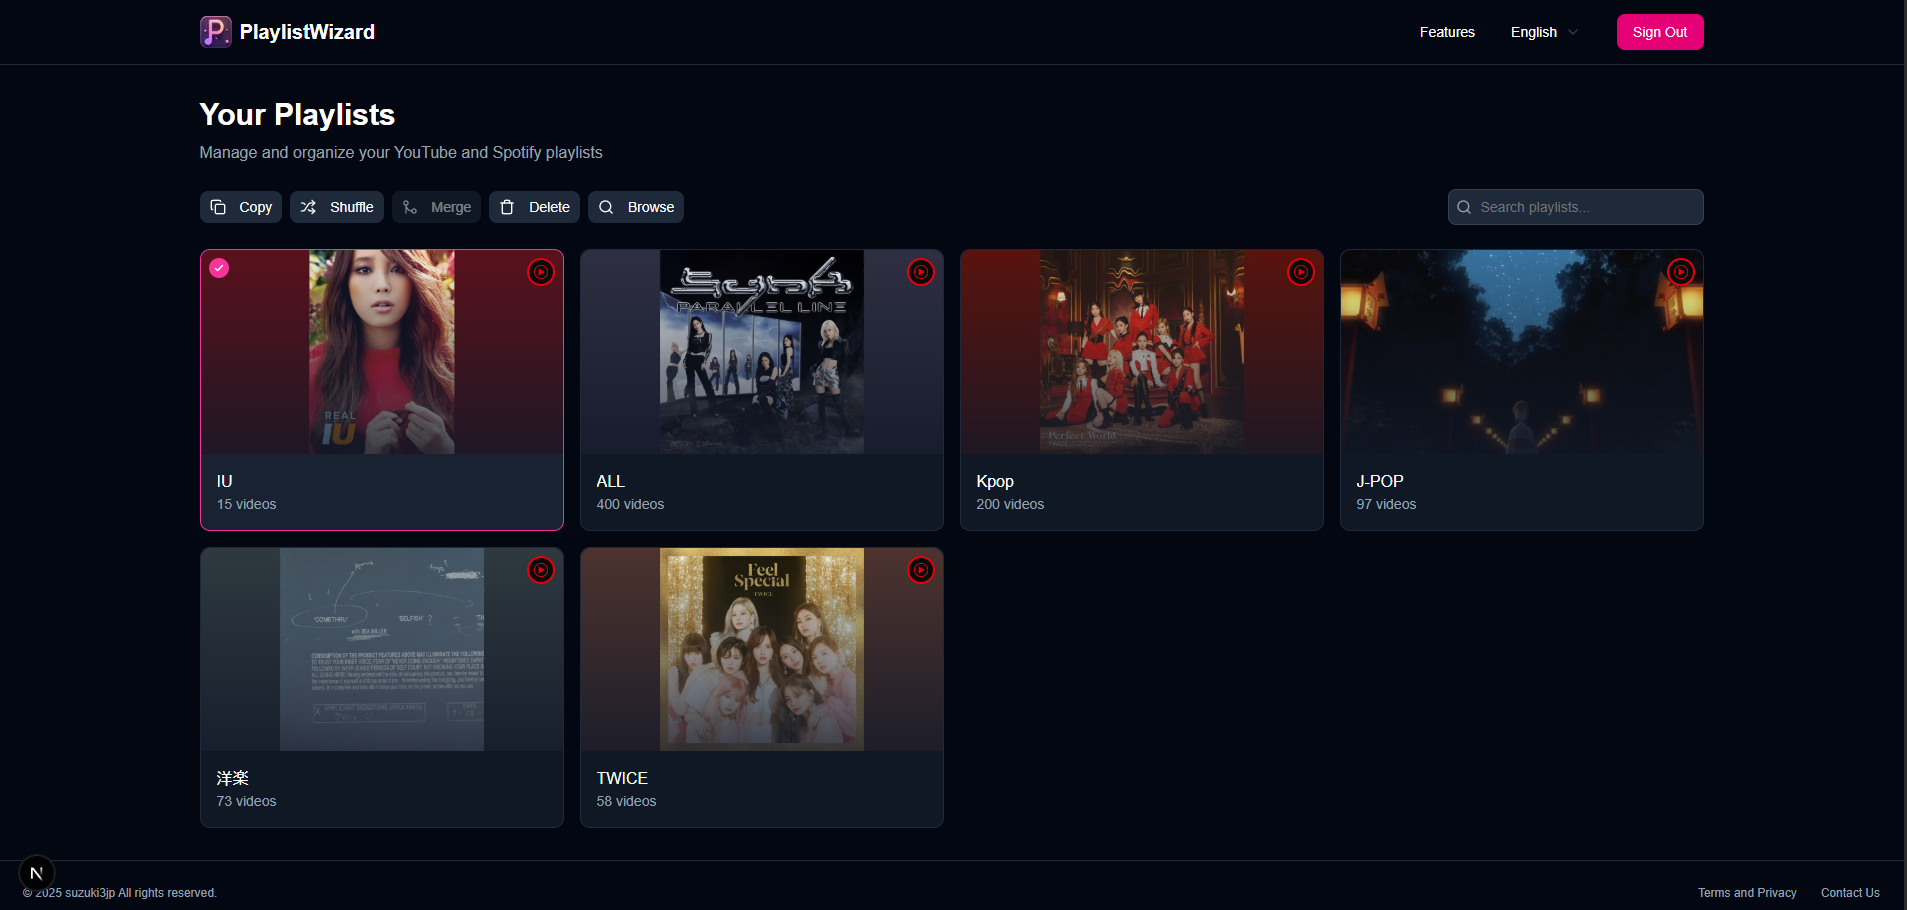 PlaylistWizard
Features
English
Sign Out
Your Playlists
Manage and organize your YouTube and Spotify playlists
Copy
Shuffle
Merge
Delete
Browse
Search playlists...
REAL
IU
PARALLEL LINE
Perfect World
IU
15 videos
ALL
400 videos
Kpop
200 videos
J-POP
97 videos
"COMETHRU"
"SELFISH" ?
with BEA MILLER
Feel
Special
TWICE
洋楽
73 videos
TWICE
58 videos
N
© 2025 suzuki3jp All rights reserved.
Terms and Privacy
Contact Us